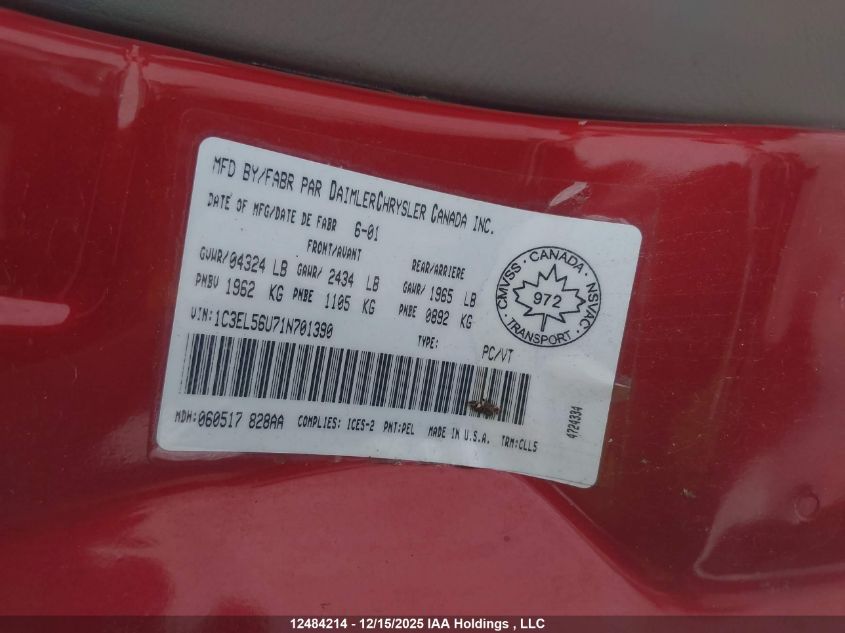 MFD BY/FABR PAR DAIMLERCHRYSLER CANADA INC.
DATE OF MFG/DATE DE FABR 6-01
FRONT/AVANT REAR/ARRIERE
GVWR/04324 LB GAWR/ 2434 LB GAWR/ 1965 LB
PNBV 1962 KG PNBE 1105 KG PNBE 0892 KG
VIN:1C3EL56U71N701390 TYPE: PC/VT
CMVSS · CANADA · NSVAC · TRANSPORT ·
972
MDH:060517 828AA COMPLIES: ICES-2 PNT:PEL MADE IN U.S.A. TRM:CLL5
4724334
12484214 - 12/15/2025 IAA Holdings , LLC